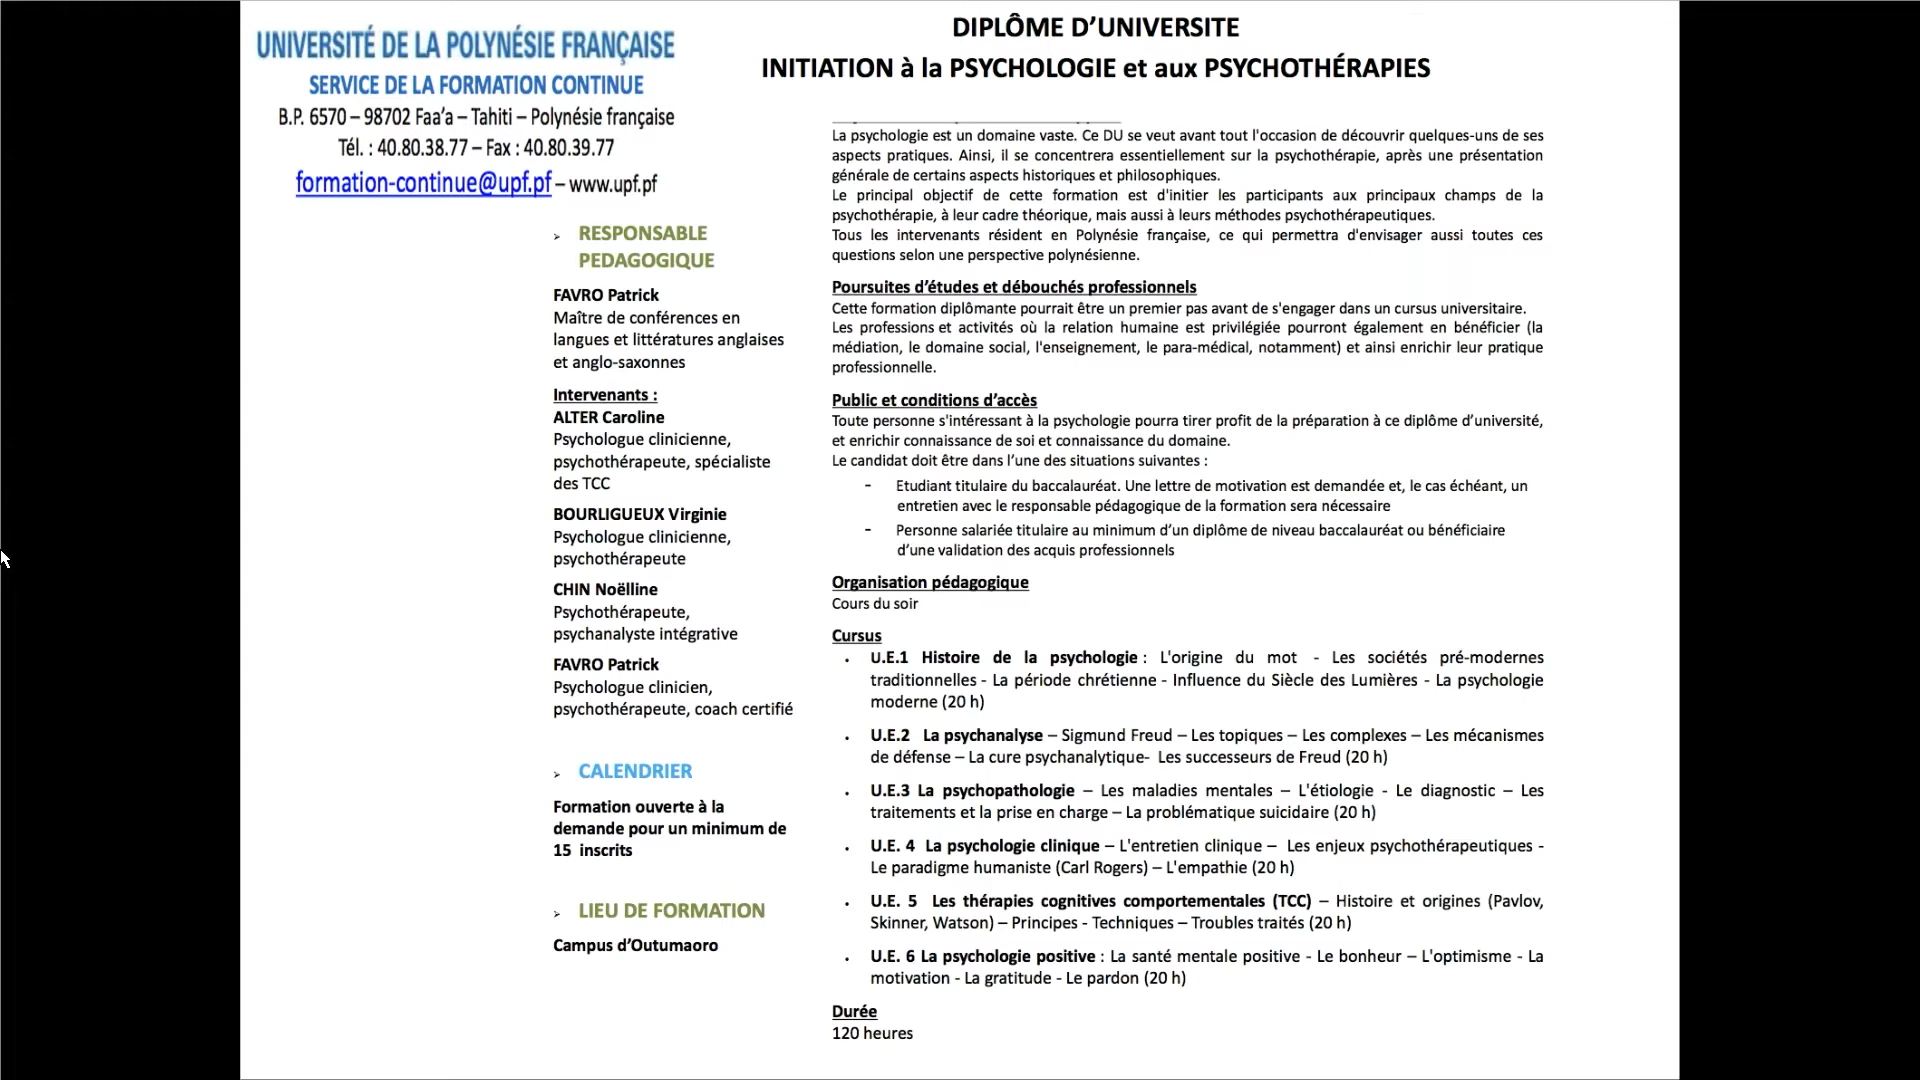 UNIVERSITÉ DE LA POLYNÉSIE FRANÇAISE
SERVICE DE LA FORMATION CONTINUE
B.P. 6570 – 98702 Faa’a – Tahiti – Polynésie française
Tél. : 40.80.38.77 – Fax : 40.80.39.77
formation-continue@upf.pf – www.upf.pf
DIPLÔME D’UNIVERSITE
INITIATION à la PSYCHOLOGIE et aux PSYCHOTHÉRAPIES
➢ RESPONSABLE
PEDAGOGIQUE
FAVRO Patrick
Maître de conférences en
langues et littératures anglaises
et anglo-saxonnes
Intervenants :
ALTER Caroline
Psychologue clinicienne,
psychothérapeute, spécialiste
des TCC
BOURLIGUEUX Virginie
Psychologue clinicienne,
psychothérapeute
CHIN Noëlline
Psychothérapeute,
psychanalyste intégrative
FAVRO Patrick
Psychologue clinicien,
psychothérapeute, coach certifié
➢ CALENDRIER
Formation ouverte à la
demande pour un minimum de
15 inscrits
➢ LIEU DE FORMATION
Campus d’Outumaoro
La psychologie est un domaine vaste. Ce DU se veut avant tout l'occasion de découvrir quelques-uns de ses
aspects pratiques. Ainsi, il se concentrera essentiellement sur la psychothérapie, après une présentation
générale de certains aspects historiques et philosophiques.
Le principal objectif de cette formation est d'initier les participants aux principaux champs de la
psychothérapie, à leur cadre théorique, mais aussi à leurs méthodes psychothérapeutiques.
Tous les intervenants résident en Polynésie française, ce qui permettra d'envisager aussi toutes ces
questions selon une perspective polynésienne.
Poursuites d’études et débouchés professionnels
Cette formation diplômante pourrait être un premier pas avant de s'engager dans un cursus universitaire.
Les professions et activités où la relation humaine est privilégiée pourront également en bénéficier (la
médiation, le domaine social, l'enseignement, le para-médical, notamment) et ainsi enrichir leur pratique
professionnelle.
Public et conditions d’accès
Toute personne s'intéressant à la psychologie pourra tirer profit de la préparation à ce diplôme d’université,
et enrichir connaissance de soi et connaissance du domaine.
Le candidat doit être dans l’une des situations suivantes :
- Etudiant titulaire du baccalauréat. Une lettre de motivation est demandée et, le cas échéant, un
entretien avec le responsable pédagogique de la formation sera nécessaire
- Personne salariée titulaire au minimum d’un diplôme de niveau baccalauréat ou bénéficiaire
d’une validation des acquis professionnels
Organisation pédagogique
Cours du soir
Cursus
• U.E.1 Histoire de la psychologie : L'origine du mot - Les sociétés pré-modernes
traditionnelles - La période chrétienne - Influence du Siècle des Lumières - La psychologie
moderne (20 h)
• U.E.2 La psychanalyse – Sigmund Freud – Les topiques – Les complexes – Les mécanismes
de défense – La cure psychanalytique- Les successeurs de Freud (20 h)
• U.E.3 La psychopathologie – Les maladies mentales – L'étiologie - Le diagnostic – Les
traitements et la prise en charge – La problématique suicidaire (20 h)
• U.E. 4 La psychologie clinique – L'entretien clinique – Les enjeux psychothérapeutiques -
Le paradigme humaniste (Carl Rogers) – L'empathie (20 h)
• U.E. 5 Les thérapies cognitives comportementales (TCC) – Histoire et origines (Pavlov,
Skinner, Watson) – Principes - Techniques – Troubles traités (20 h)
• U.E. 6 La psychologie positive : La santé mentale positive - Le bonheur – L'optimisme - La
motivation - La gratitude - Le pardon (20 h)
Durée
120 heures